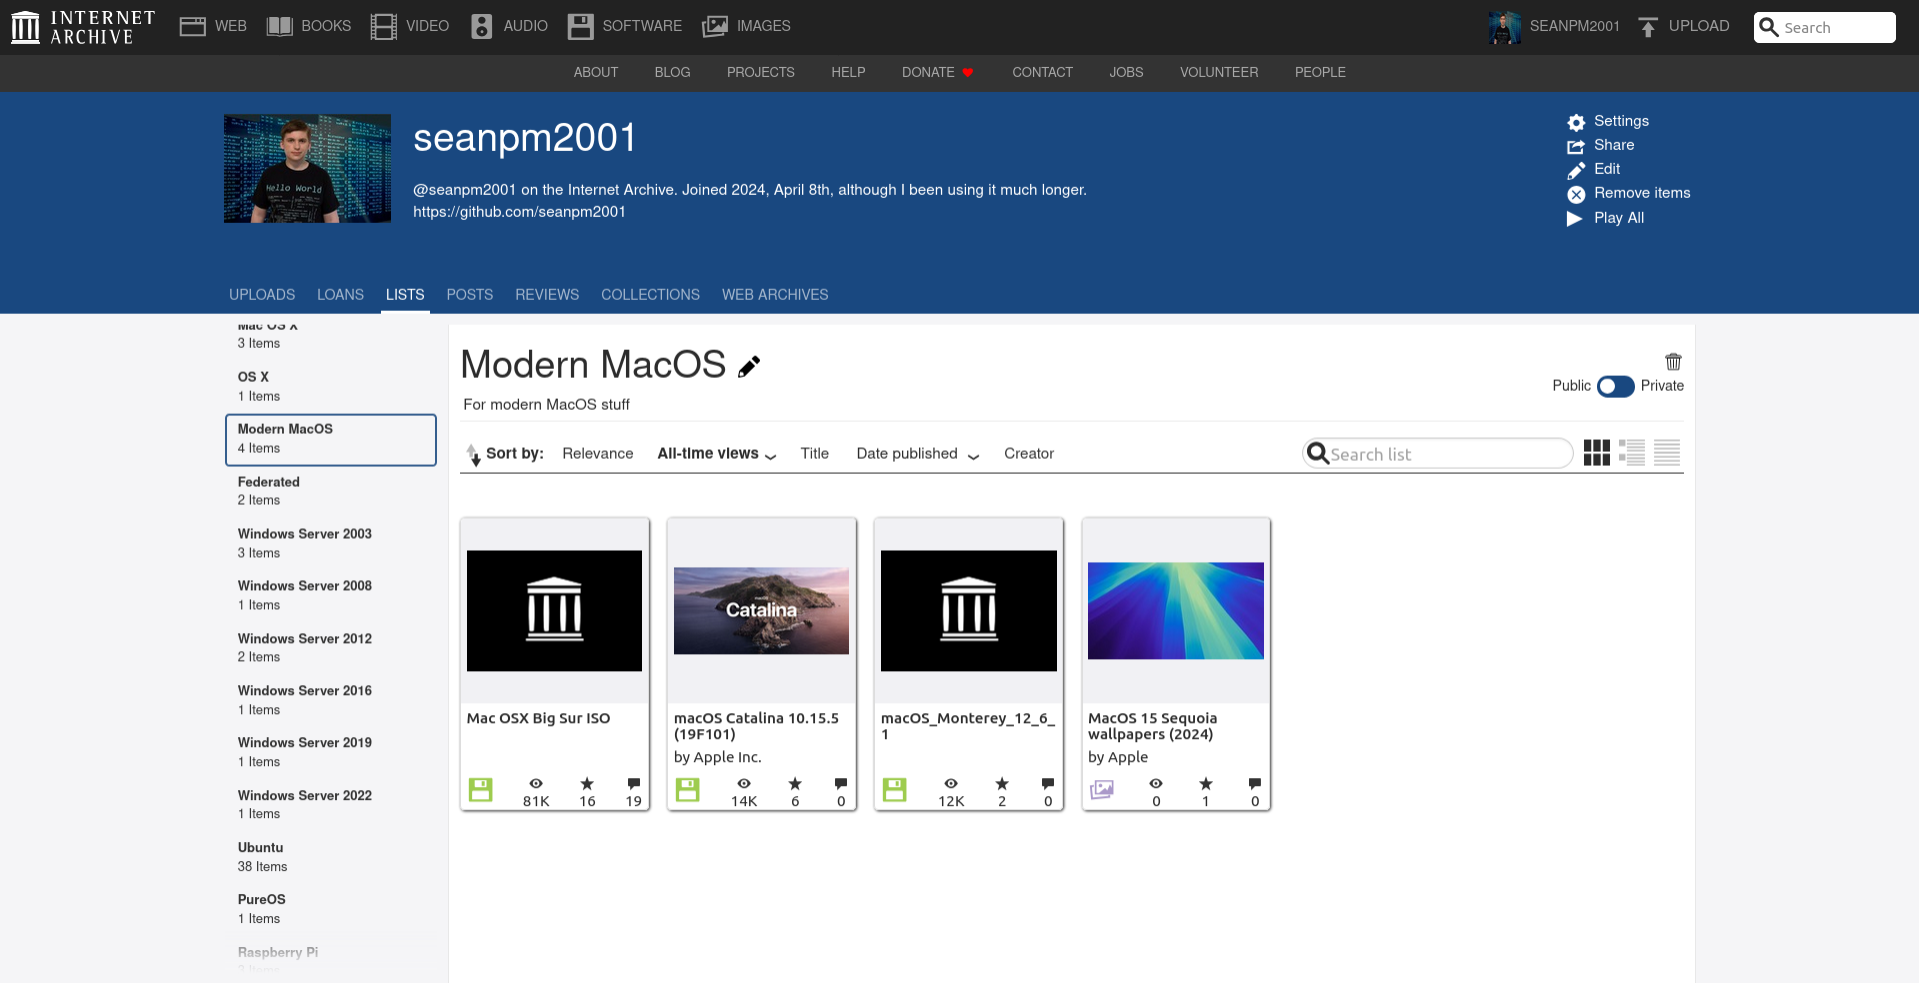 INTERNET ARCHIVE
WEB BOOKS VIDEO AUDIO SOFTWARE IMAGES
SEANPM2001 UPLOAD Search
ABOUT BLOG PROJECTS HELP DONATE CONTACT JOBS VOLUNTEER PEOPLE
Hello World
seanpm2001
@seanpm2001 on the Internet Archive. Joined 2024, April 8th, although I been using it much longer.
https://github.com/seanpm2001
Settings
Share
Edit
Remove items
Play All
UPLOADS LOANS LISTS POSTS REVIEWS COLLECTIONS WEB ARCHIVES
Mac OS X
3 Items
OS X
1 Items
Modern MacOS
4 Items
Federated
2 Items
Windows Server 2003
3 Items
Windows Server 2008
1 Items
Windows Server 2012
2 Items
Windows Server 2016
1 Items
Windows Server 2019
1 Items
Windows Server 2022
1 Items
Ubuntu
38 Items
PureOS
1 Items
Raspberry Pi
Modern MacOS
For modern MacOS stuff
Public Private
Sort by: Relevance All-time views Title Date published Creator
Search list
Mac OSX Big Sur ISO
81K 16 19
macOS
Catalina
macOS Catalina 10.15.5
(19F101)
by Apple Inc.
14K 6 0
macOS_Monterey_12_6_
1
12K 2 0
MacOS 15 Sequoia
wallpapers (2024)
by Apple
0 1 0